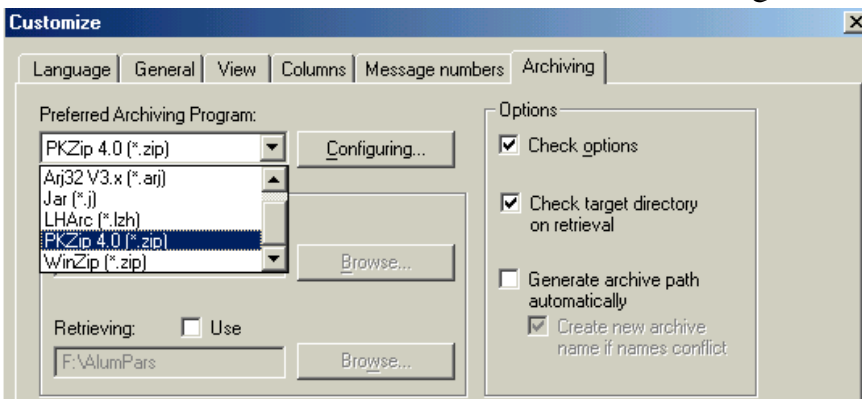 Customize
Language General View Columns Message numbers Archiving
Preferred Archiving Program:
PKZip 4.0 (*.zip)
Configuring...
Arj32 V3.x (*.arj)
Jar (*.j)
LHArc (*.lzh)
PKZip 4.0 (*.zip)
WinZip (*.zip)
Browse...
Retrieving: Use
F:\AlumPars
Browse...
Options
Check options
Check target directory
on retrieval
Generate archive path
automatically
Create new archive
name if names conflict